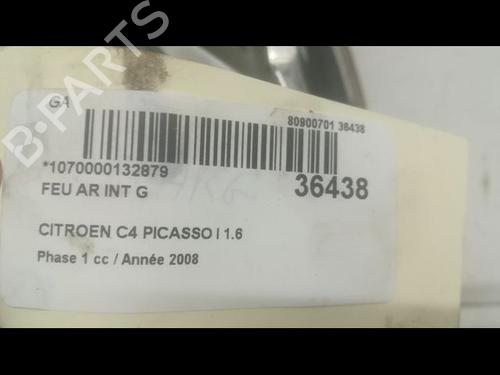 GA
80900701 36438
*1070000132879
36438
FEU AR INT G
CITROEN C4 PICASSO I 1.6
Phase 1 cc / Année 2008
B-PARTS